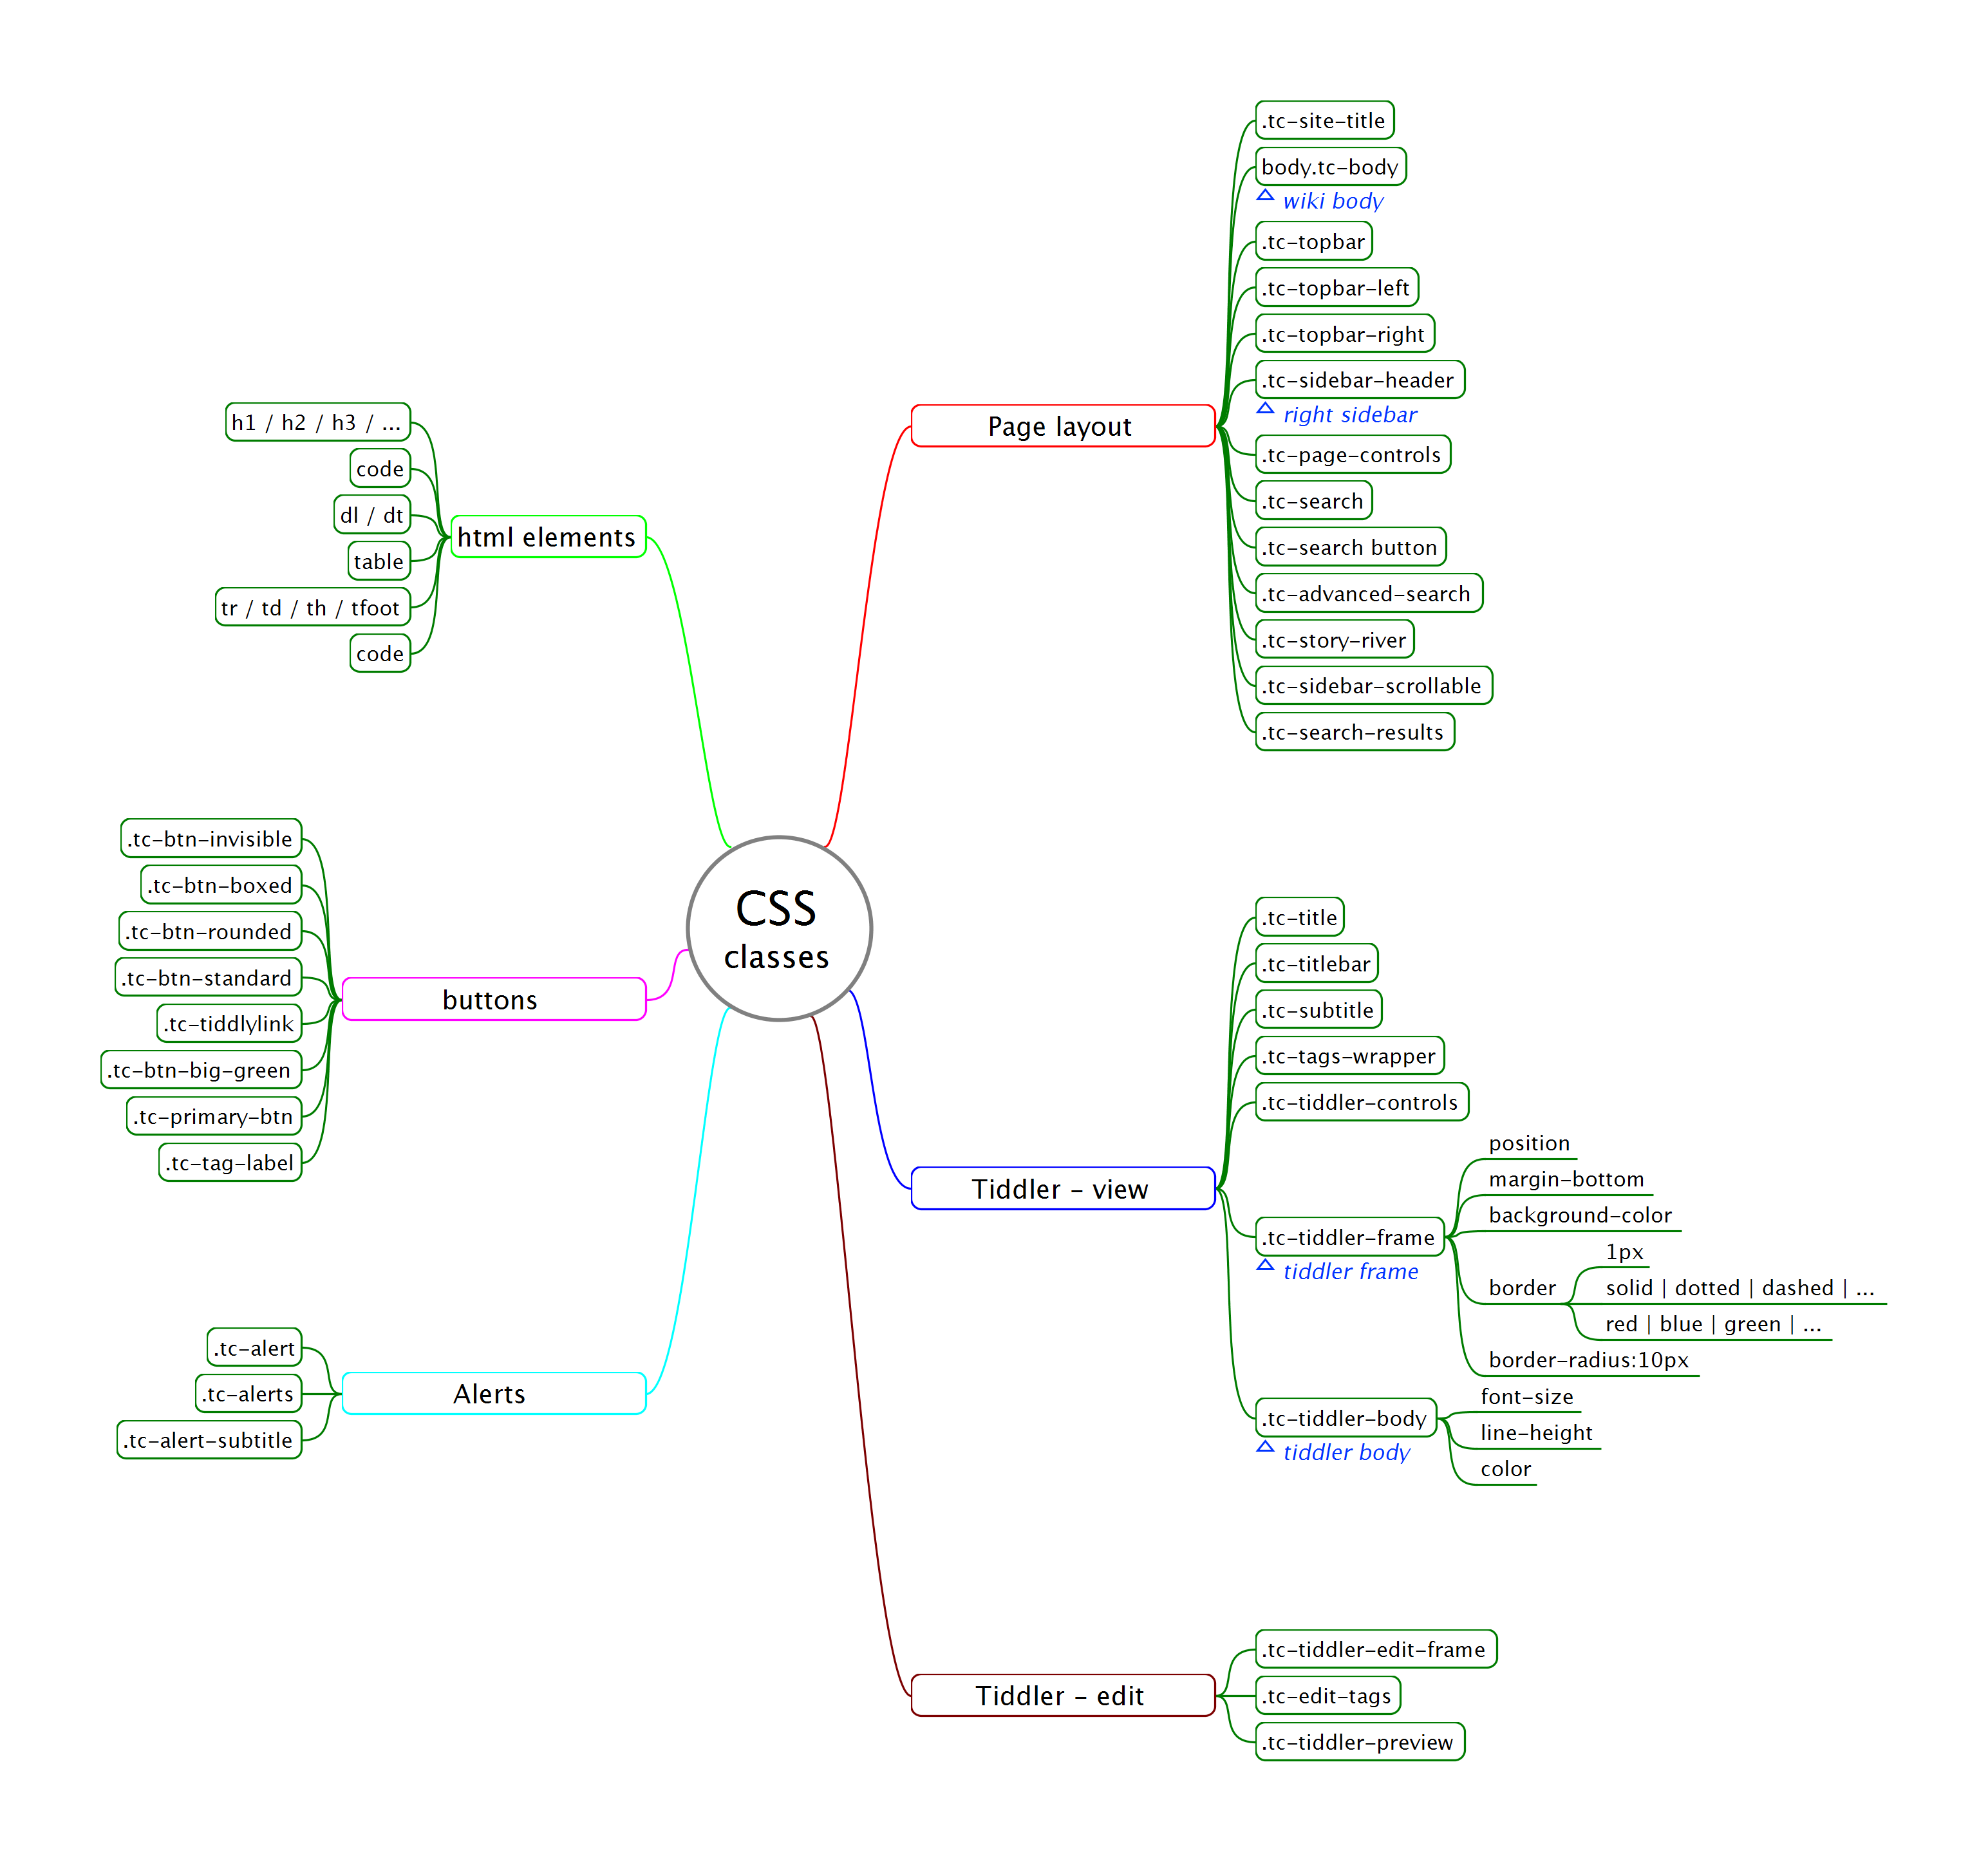 CSS
classes
Page layout
.tc-site-title
body.tc-body
wiki body
.tc-topbar
.tc-topbar-left
.tc-topbar-right
.tc-sidebar-header
right sidebar
.tc-page-controls
.tc-search
.tc-search button
.tc-advanced-search
.tc-story-river
.tc-sidebar-scrollable
.tc-search-results
Tiddler - view
.tc-title
.tc-titlebar
.tc-subtitle
.tc-tags-wrapper
.tc-tiddler-controls
.tc-tiddler-frame
tiddler frame
position
margin-bottom
background-color
border
1px
solid | dotted | dashed | ...
red | blue | green | ...
border-radius:10px
.tc-tiddler-body
tiddler body
font-size
line-height
color
Tiddler - edit
.tc-tiddler-edit-frame
.tc-edit-tags
.tc-tiddler-preview
html elements
h1 / h2 / h3 / ...
code
dl / dt
table
tr / td / th / tfoot
code
buttons
.tc-btn-invisible
.tc-btn-boxed
.tc-btn-rounded
.tc-btn-standard
.tc-tiddlylink
.tc-btn-big-green
.tc-primary-btn
.tc-tag-label
Alerts
.tc-alert
.tc-alerts
.tc-alert-subtitle